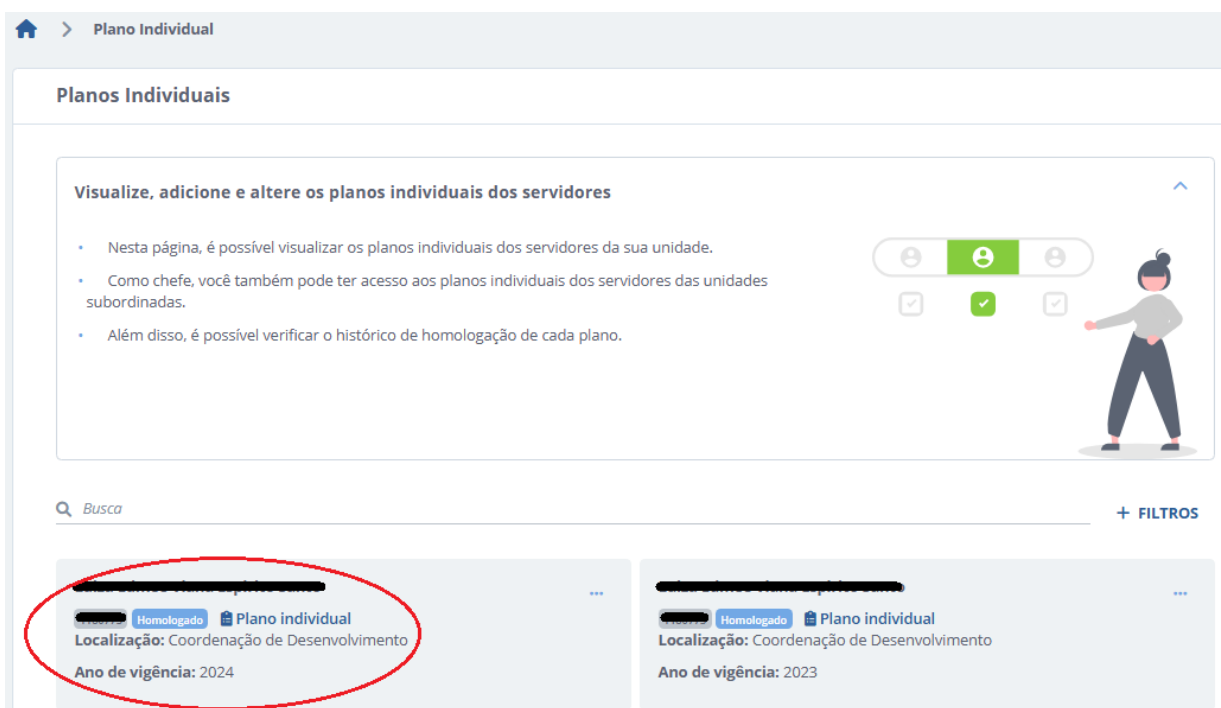 Plano Individual
Planos Individuais
Visualize, adicione e altere os planos individuais dos servidores
Nesta página, é possível visualizar os planos individuais dos servidores da sua unidade.
Como chefe, você também pode ter acesso aos planos individuais dos servidores das unidades
subordinadas.
Além disso, é possível verificar o histórico de homologação de cada plano.
Busca
+ FILTROS
Homologado Plano individual
Localização: Coordenação de Desenvolvimento
Ano de vigência: 2024
Homologado Plano individual
Localização: Coordenação de Desenvolvimento
Ano de vigência: 2023